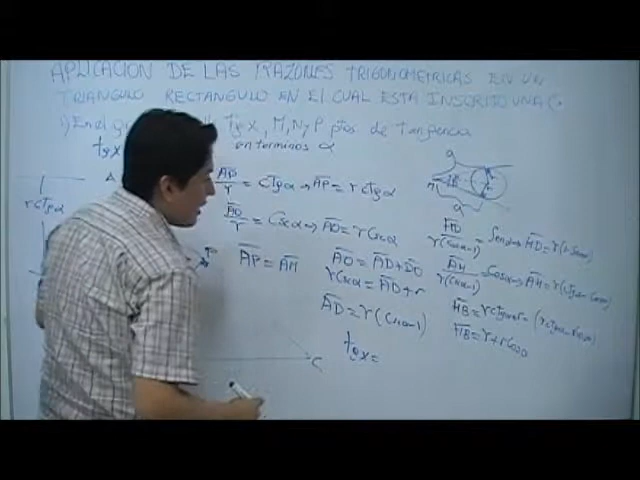 APLICACION DE LAS RAZONES TRIGONOMETRICAS EN UN
TRIANGULO RECTANGULO EN EL CUAL ESTA INSCRITO UNA
1) En el tg x, M, N y P ptos. de tangencia
tg x en terminos α
AP/r = ctgα → AP = r ctgα
r ctgα
AO/r = Cscα → AO = r Cscα
AP = AM
AO = AD + DO
r cscα = AD + r
AD = r(cscα-1)
HD/r(cscα-1) = Senα → HD = r(1-Senα)
AH/r(cscα-1) = Cosα → AH = r(ctgα-Cosα)
HB = r ctgα+r-(r ctgα-r cosα)
HB = r + r Cosα
tg x =
C